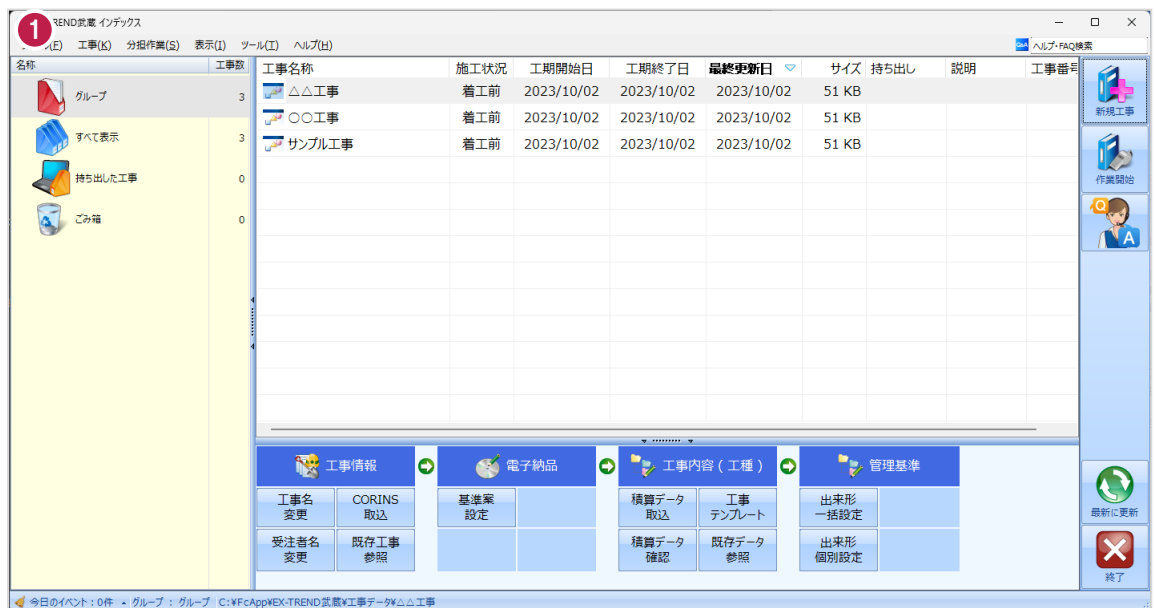 1
REND武蔵 インデックス
(F) 工事(K) 分担作業(S) 表示(I) ツール(T) ヘルプ(H)
Q&A ヘルプ・FAQ検索
名称 工事数
グループ 3
すべて表示 3
持ち出した工事 0
ごみ箱 0
工事名称 施工状況 工期開始日 工期終了日 最終更新日 サイズ 持ち出し 説明 工事番号
△△工事 着工前 2023/10/02 2023/10/02 2023/10/02 51 KB
○○工事 着工前 2023/10/02 2023/10/02 2023/10/02 51 KB
サンプル工事 着工前 2023/10/02 2023/10/02 2023/10/02 51 KB
新規工事
作業開始
Q
A
工事情報 電子納品 工事内容(工種) 管理基準
工事名
変更
CORINS
取込
基準案
設定
積算データ
取込
工事
テンプレート
出来形
一括設定
受注者名
変更
既存工事
参照
積算データ
確認
既存データ
参照
出来形
個別設定
最新に更新
終了
今日のイベント:0件 グループ : グループ C:¥FcApp¥EX-TREND武蔵¥工事データ¥△△工事